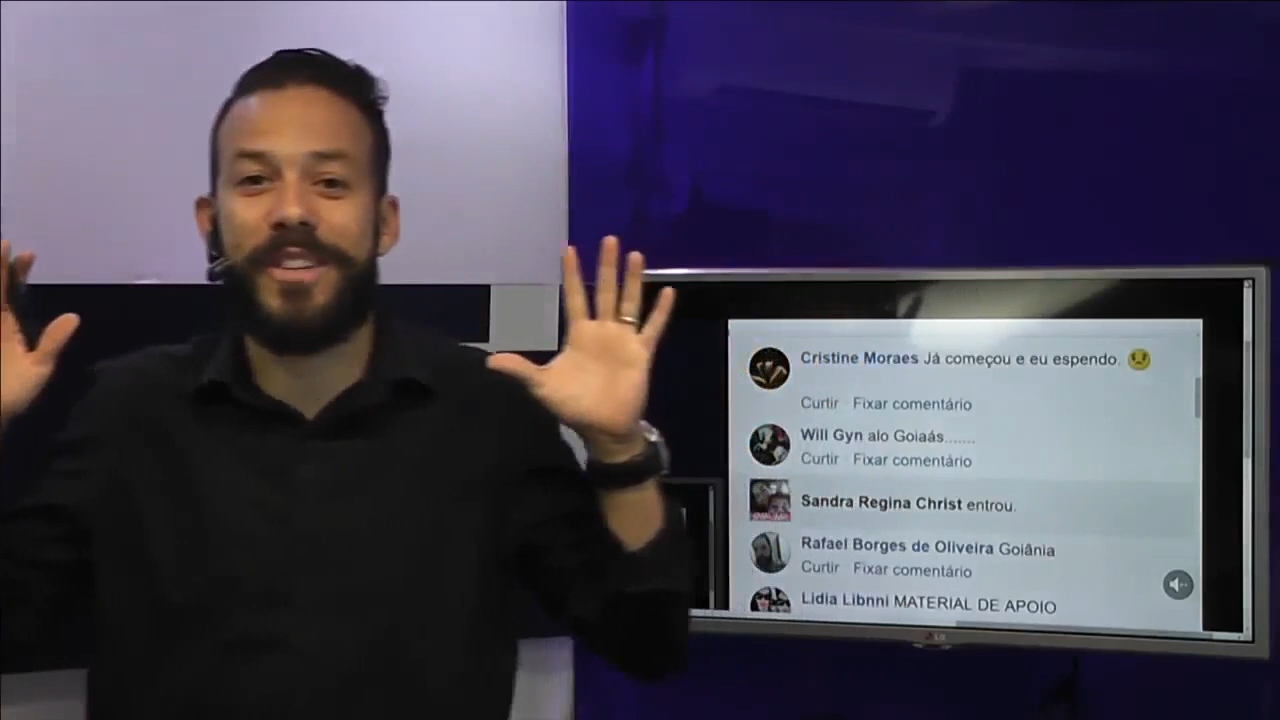 Cristine Moraes Já começou e eu espendo.
Curtir Fixar comentário
Will Gyn alo Goiaás.......
Curtir · Fixar comentário
Sandra Regina Christ entrou.
Rafael Borges de Oliveira Goiânia
Curtir Fixar comentário
Lidia Libnni MATERIAL DE APOIO
LG